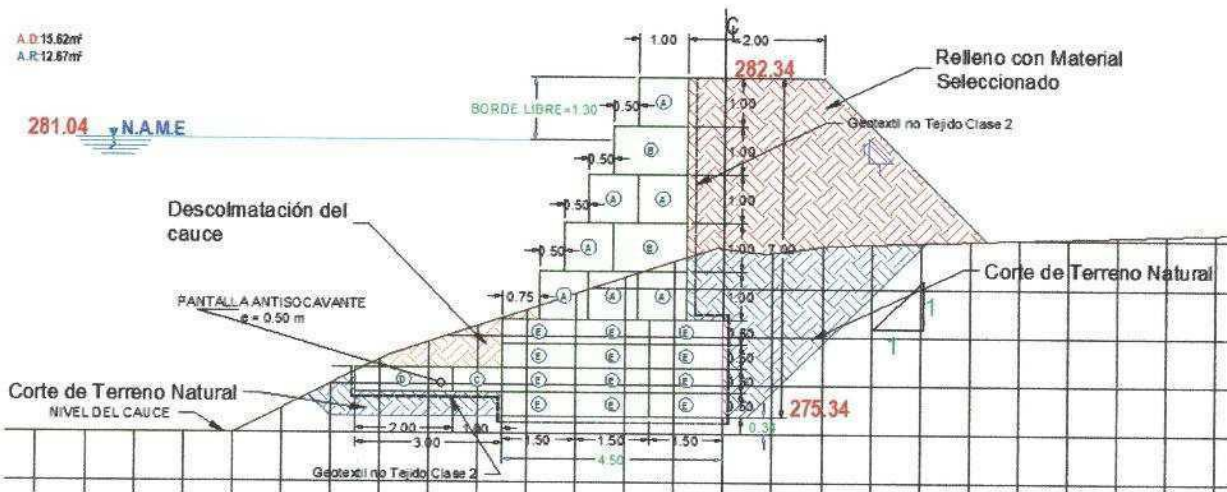 A.D:15.62m²
A.R:12.67m²
1.00
C̲L
2.00
282.34
Relleno con Material
Seleccionado
BORDE LIBRE=1.30
0.50
A
1.00
281.04
N.A.M.E
Geotextil no Tejido Clase 2
B
1.00
0.50
A
A
1.00
Descolmatación del
cauce
0.50
A
B
1.00
7.00
0.50
Corte de Terreno Natural
PANTALLA ANTISOCAVANTE
e = 0.50 m
0.75
A
A
A
1.00
1
1
E
E
E
0.50
E
E
E
0.50
Corte de Terreno Natural
NIVEL DEL CAUCE
D
C
E
E
E
0.50
E
E
E
0.50
275.34
2.00
1.00
3.00
1.50
1.50
1.50
4.50
Geotextil no Tejido Clase 2